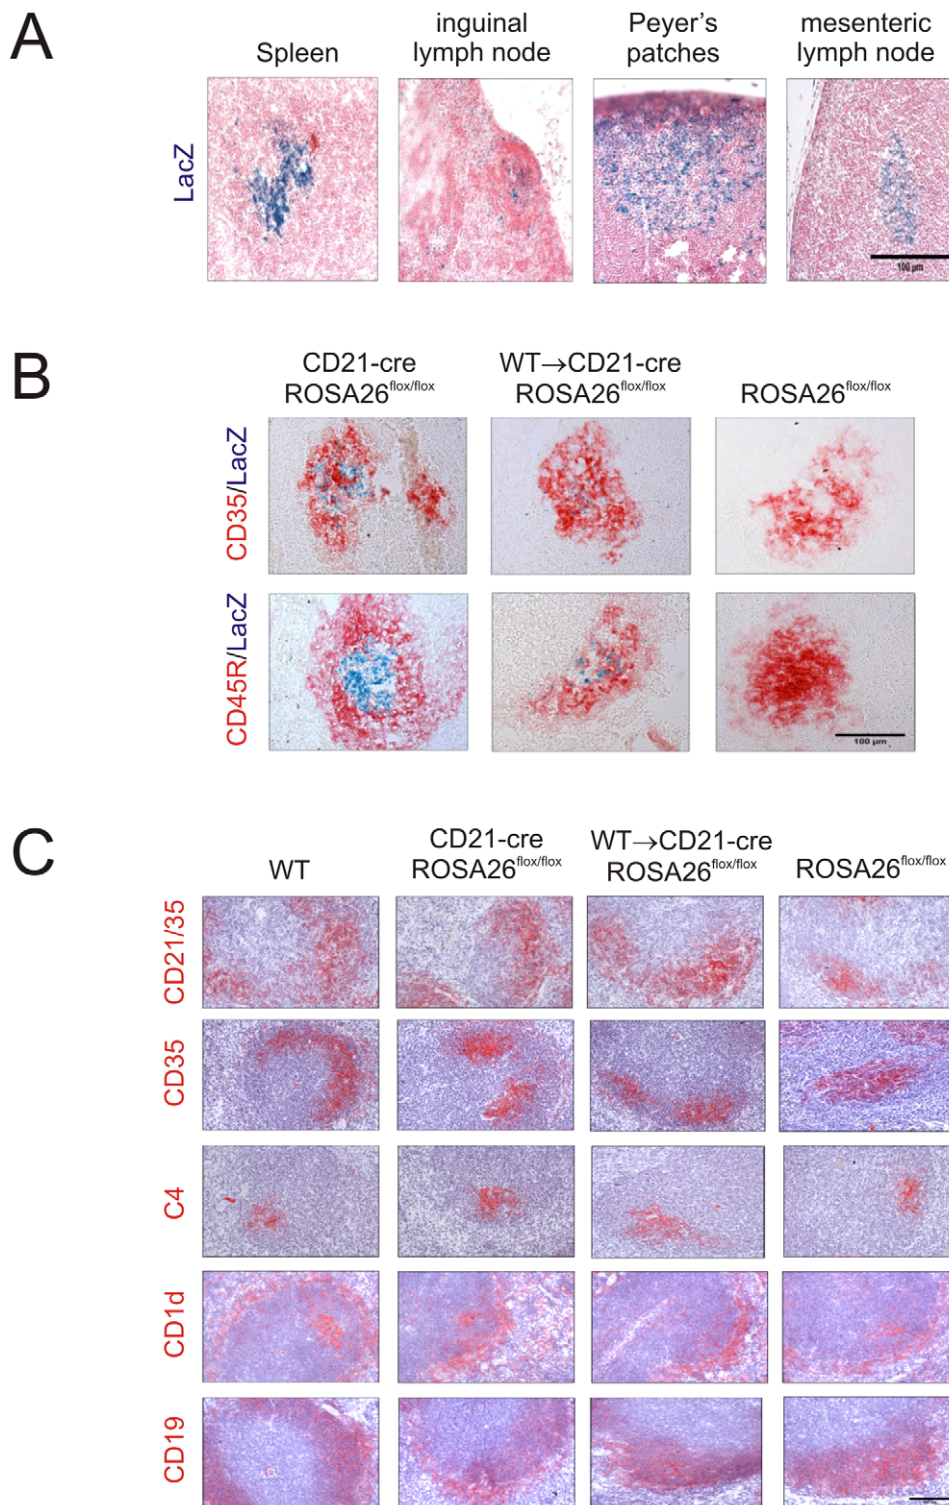 A
Spleen
inguinal
lymph node
Peyer's
patches
mesenteric
lymph node
LacZ
100 µm
B
CD21-cre
ROSA26flox/flox
WT→CD21-cre
ROSA26flox/flox
ROSA26flox/flox
CD35/LacZ
CD45R/LacZ
100 µm
C
WT
CD21-cre
ROSA26flox/flox
WT→CD21-cre
ROSA26flox/flox
ROSA26flox/flox
CD21/35
CD35
C4
CD1d
CD19